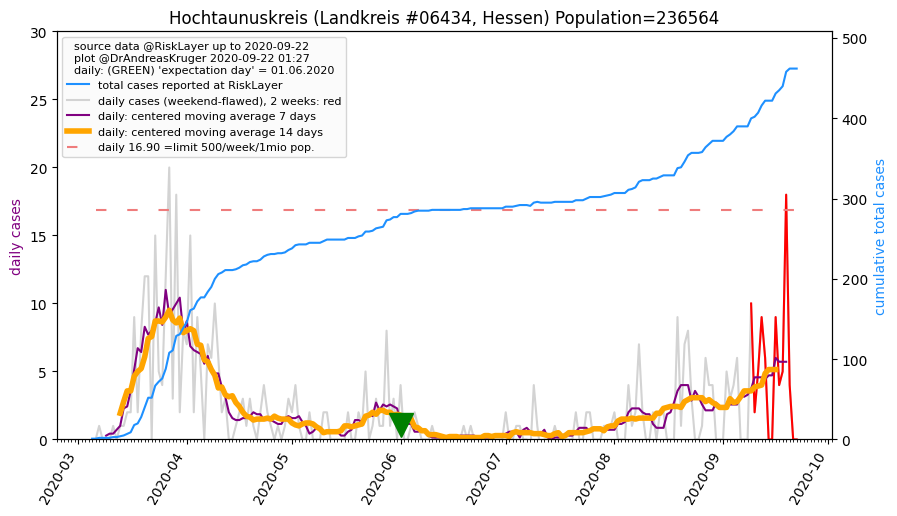 Hochtaunuskreis (Landkreis #06434, Hessen) Population=236564
source data @RiskLayer up to 2020-09-22
plot @DrAndreasKruger 2020-09-22 01:27
daily: (GREEN) 'expectation day' = 01.06.2020
total cases reported at RiskLayer
daily cases (weekend-flawed), 2 weeks: red
daily: centered moving average 7 days
daily: centered moving average 14 days
daily 16.90 =limit 500/week/1mio pop.
daily cases
30
25
20
15
10
5
0
cumulative total cases
500
400
300
200
100
0
2020-03
2020-04
2020-05
2020-06
2020-07
2020-08
2020-09
2020-10